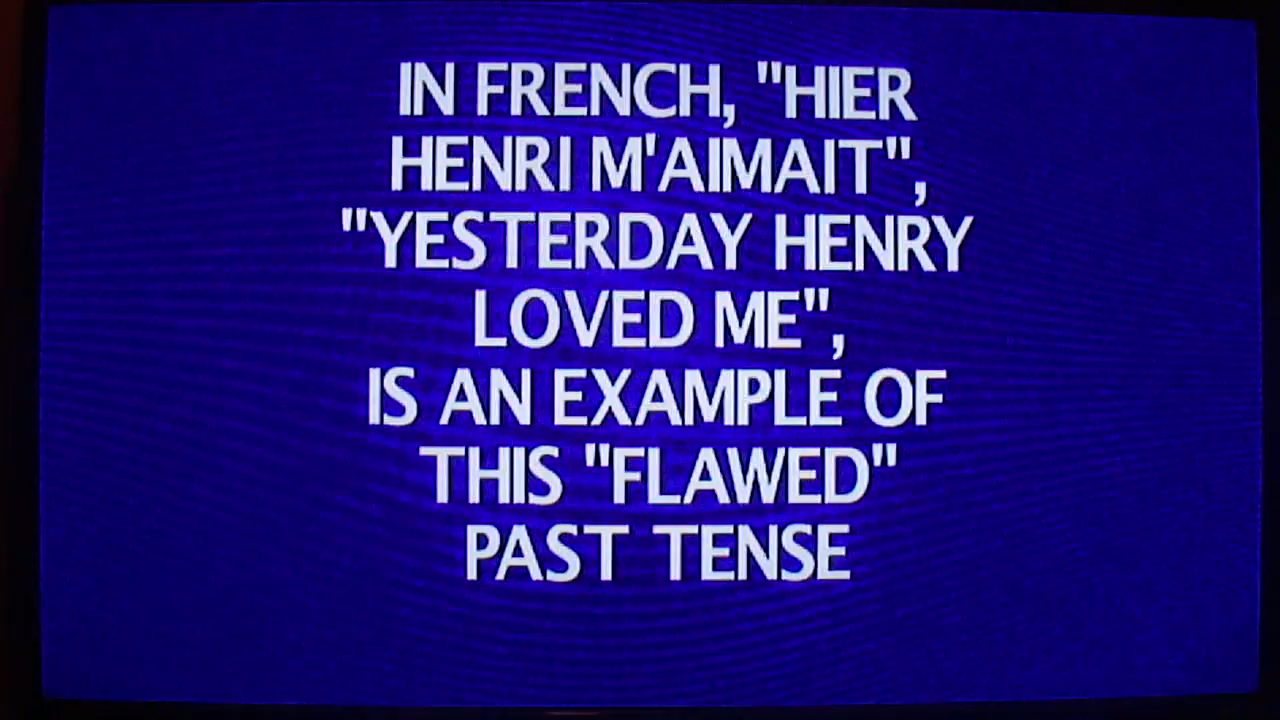 IN FRENCH, "HIER
HENRI M'AIMAIT",
"YESTERDAY HENRY
LOVED ME",
IS AN EXAMPLE OF
THIS "FLAWED"
PAST TENSE